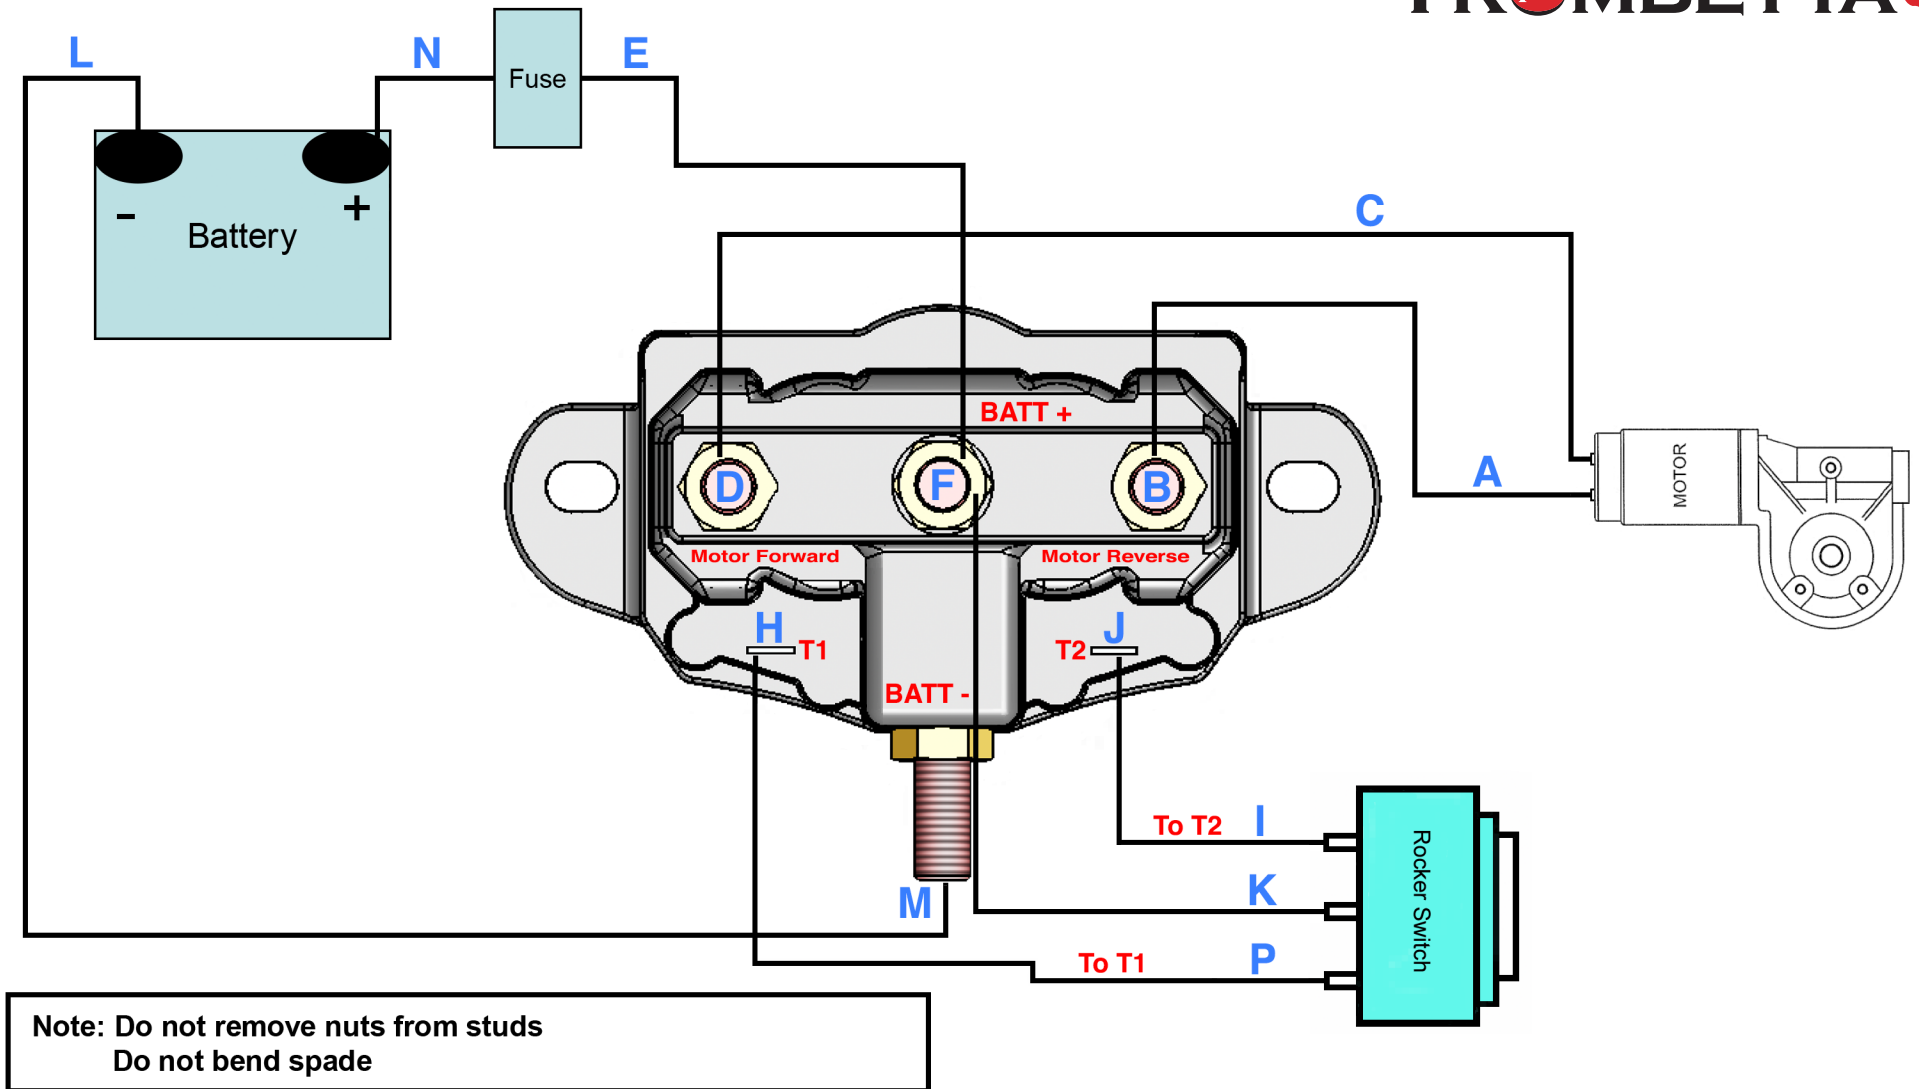 TROMBETTA
L
N
Fuse
E
- +
Battery
C
BATT +
D
F
B
A
MOTOR
Motor Forward
Motor Reverse
H
T1
T2
J
BATT -
To T2
I
M
K
To T1
P
Rocker Switch
Note: Do not remove nuts from studs
Do not bend spade